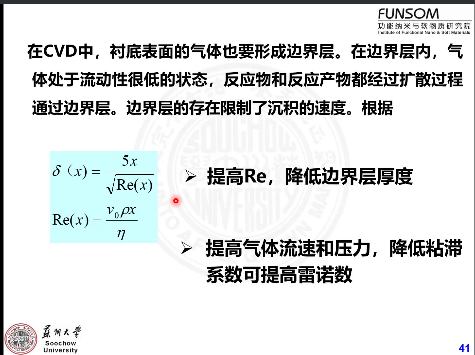 FUNSOM
功能纳米与软物质研究院
Institute of Functional Nano & Soft Materials
在CVD中，衬底表面的气体也要形成边界层。在边界层内，气
体处于流动性很低的状态，反应物和反应产物都经过扩散过程
通过边界层。边界层的存在限制了沉积的速度。根据
δ（x）= 5x / √Re(x)
➢ 提高Re，降低边界层厚度
Re(x) = v₀ρx / η
➢ 提高气体流速和压力，降低粘滞
系数可提高雷诺数
蘇州大學
Soochow
University
41